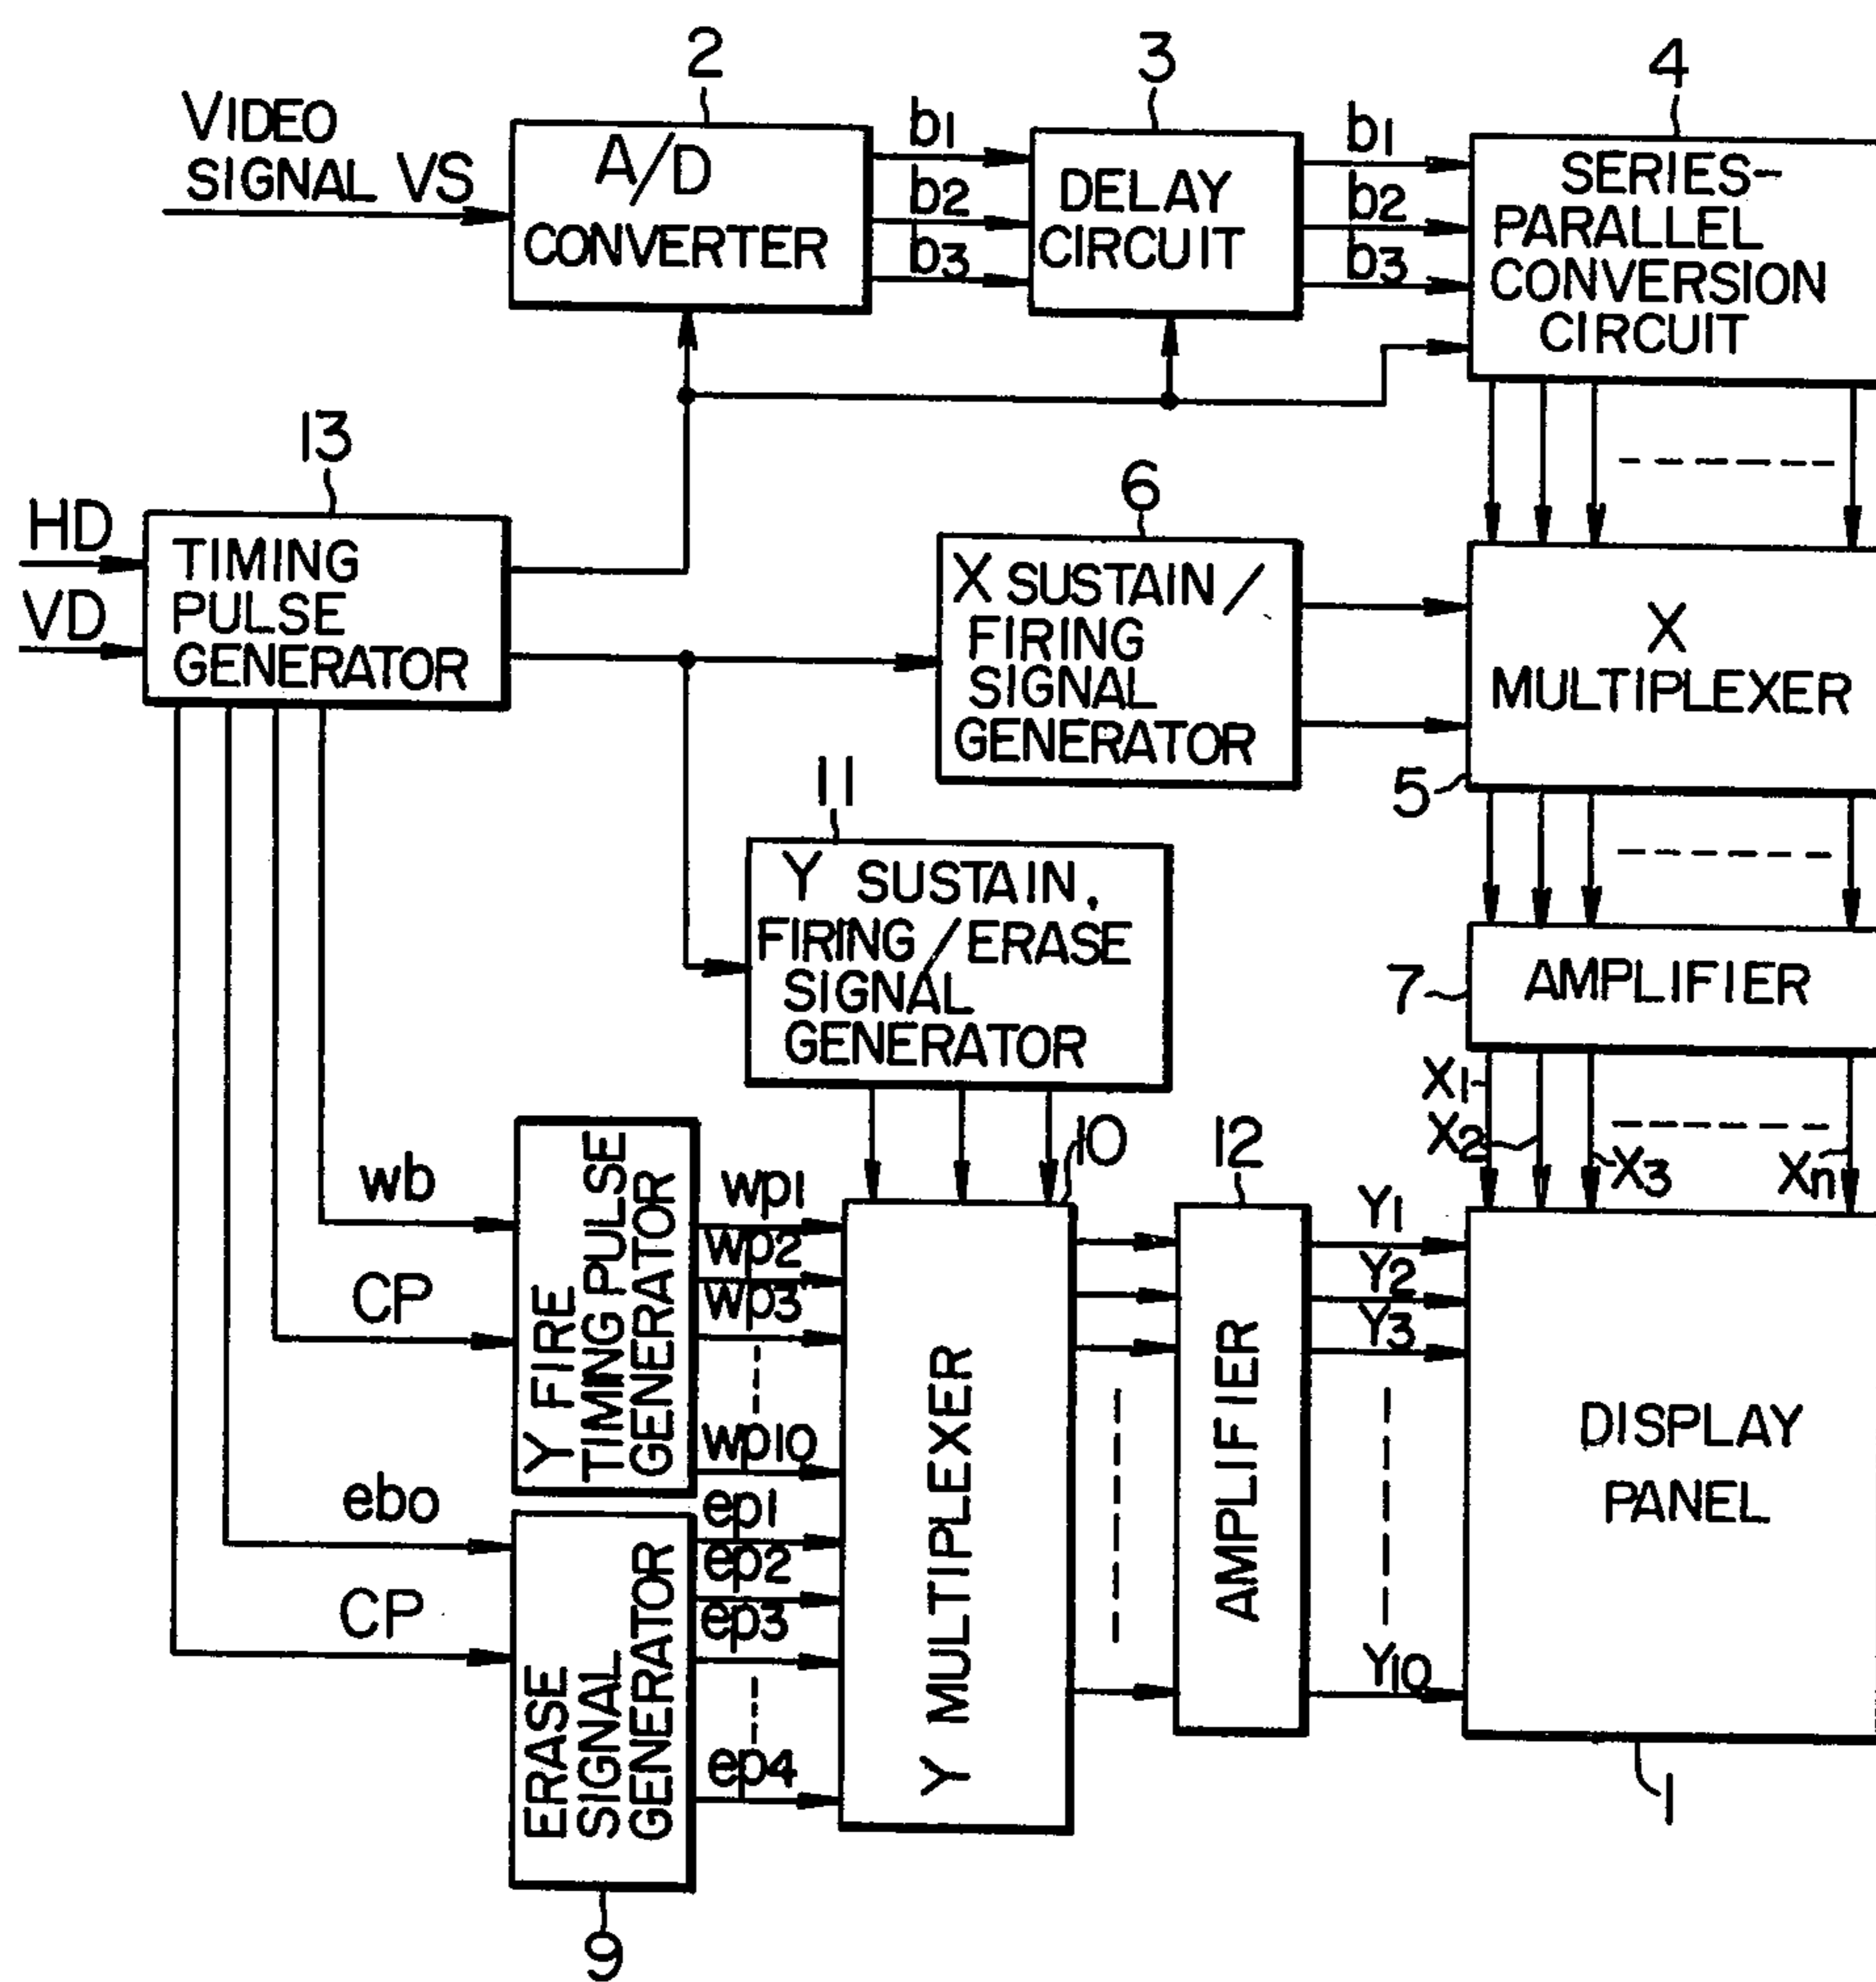 2
3
4
VIDEO
SIGNAL VS
A/D
CONVERTER
b1
b2
b3
DELAY
CIRCUIT
b1
b2
b3
SERIES-
PARALLEL
CONVERSION
CIRCUIT
13
HD
VD
TIMING
PULSE
GENERATOR
6
X SUSTAIN/
FIRING
SIGNAL
GENERATOR
X
MULTIPLEXER
5
11
Y SUSTAIN.
FIRING/ERASE
SIGNAL
GENERATOR
7
AMPLIFIER
X1
X2
X3
Xn
wb
CP
Y FIRE
TIMING PULSE
GENERATOR
wp1
wp2
wp3
wp10
10
12
ebo
CP
ERASE
SIGNAL
GENERATOR
ep1
ep2
ep3
ep4
Y MULTIPLEXER
AMPLIFIER
Y1
Y2
Y3
Y10
DISPLAY
PANEL
1
9